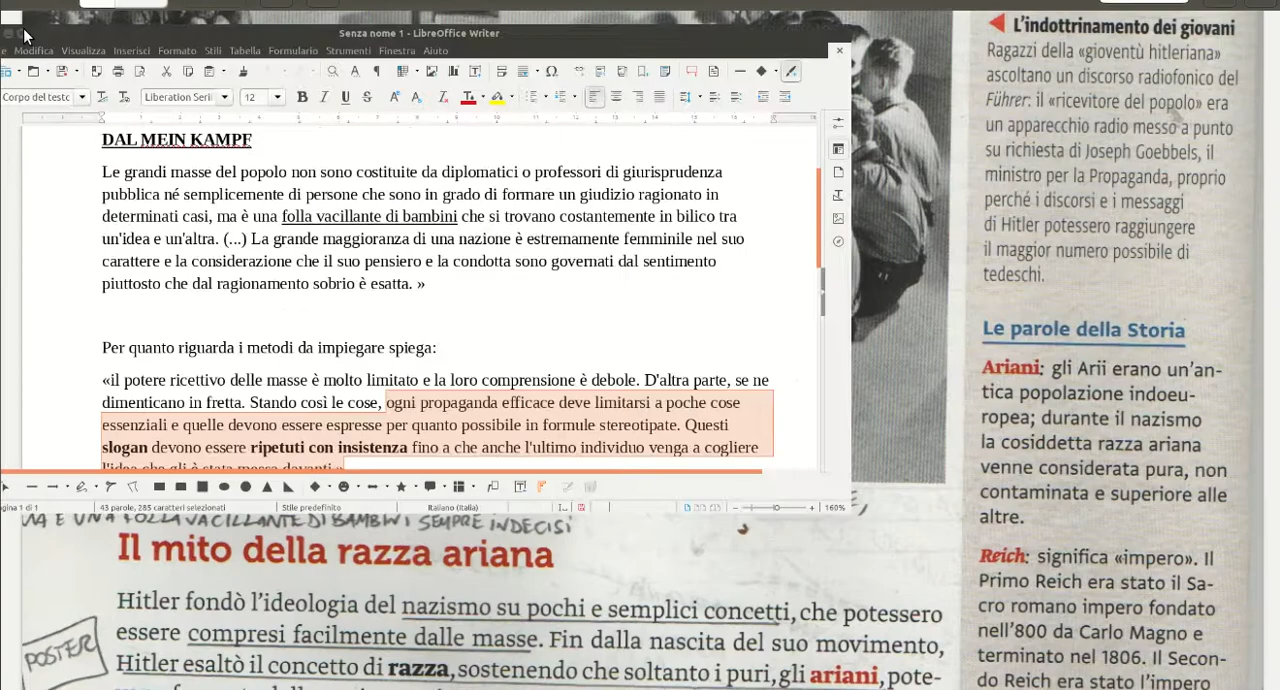 Senza nome 1 - LibreOffice Writer
Modifica Visualizza Inserisci Formato Stili Tabella Formulario Strumenti Finestra Aiuto
Corpo del testo Liberation Seri 12
DAL MEIN KAMPF
Le grandi masse del popolo non sono costituite da diplomatici o professori di giurisprudenza
pubblica né semplicemente di persone che sono in grado di formare un giudizio ragionato in
determinati casi, ma è una folla vacillante di bambini che si trovano costantemente in bilico tra
un'idea e un'altra. (...) La grande maggioranza di una nazione è estremamente femminile nel suo
carattere e la considerazione che il suo pensiero e la condotta sono governati dal sentimento
piuttosto che dal ragionamento sobrio è esatta. »
Per quanto riguarda i metodi da impiegare spiega:
«il potere ricettivo delle masse è molto limitato e la loro comprensione è debole. D'altra parte, se ne
dimenticano in fretta. Stando così le cose, ogni propaganda efficace deve limitarsi a poche cose
essenziali e quelle devono essere espresse per quanto possibile in formule stereotipate. Questi
slogan devono essere ripetuti con insistenza fino a che anche l'ultimo individuo venga a cogliere
l'idea che gli è stata messa davanti.»
agina 1 di 1 43 parole, 285 caratteri selezionati Stile predefinito Italiano (Italia) 160%
MA È UNA FOLLA VACILLANTE DI BAMBINI SEMPRE INDECISI
Il mito della razza ariana
Hitler fondò l'ideologia del nazismo su pochi e semplici concetti, che potessero
essere compresi facilmente dalle masse. Fin dalla nascita del suo movimento,
Hitler esaltò il concetto di razza, sostenendo che soltanto i puri, gli ariani, pote-
POSTER
L'indottrinamento dei giovani
Ragazzi della «gioventù hitleriana»
ascoltano un discorso radiofonico del
Führer: il «ricevitore del popolo» era
un apparecchio radio messo a punto
su richiesta di Joseph Goebbels, il
ministro per la Propaganda, proprio
perché i discorsi e i messaggi
di Hitler potessero raggiungere
il maggior numero possibile di
tedeschi.
Le parole della Storia
Ariani: gli Arii erano un'an-
tica popolazione indoeu-
ropea; durante il nazismo
la cosiddetta razza ariana
venne considerata pura, non
contaminata e superiore alle
altre.
Reich: significa «impero». Il
Primo Reich era stato il Sa-
cro romano impero fondato
nell'800 da Carlo Magno e
terminato nel 1806. Il Secon-
do Reich era stato l'impero